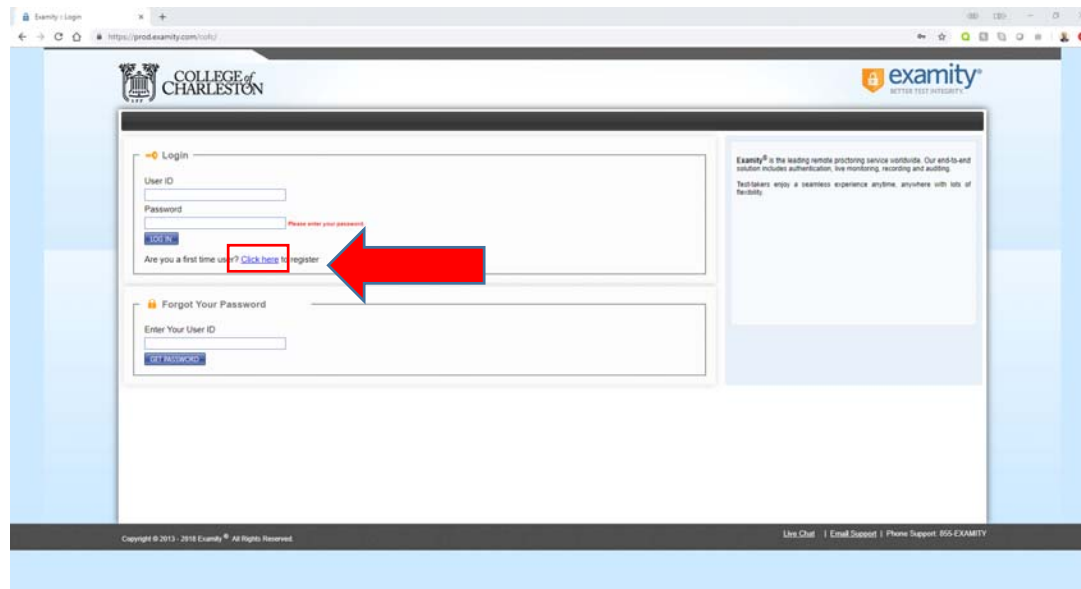 Examity : Login
https://prod.examity.com/cofc/
COLLEGE of
CHARLESTON
examity®
BETTER TEST INTEGRITY
Login
User ID
Password
Please enter your password.
LOG IN
Are you a first time user? Click here to register
Examity® is the leading remote proctoring service worldwide. Our end-to-end
solution includes authentication, live monitoring, recording and auditing.
Test-takers enjoy a seamless experience anytime, anywhere with lots of
flexibility.
Forgot Your Password
Enter Your User ID
GET PASSWORD
Copyright © 2013 - 2018 Examity ® All Rights Reserved.
Live Chat | Email Support | Phone Support: 855-EXAMITY